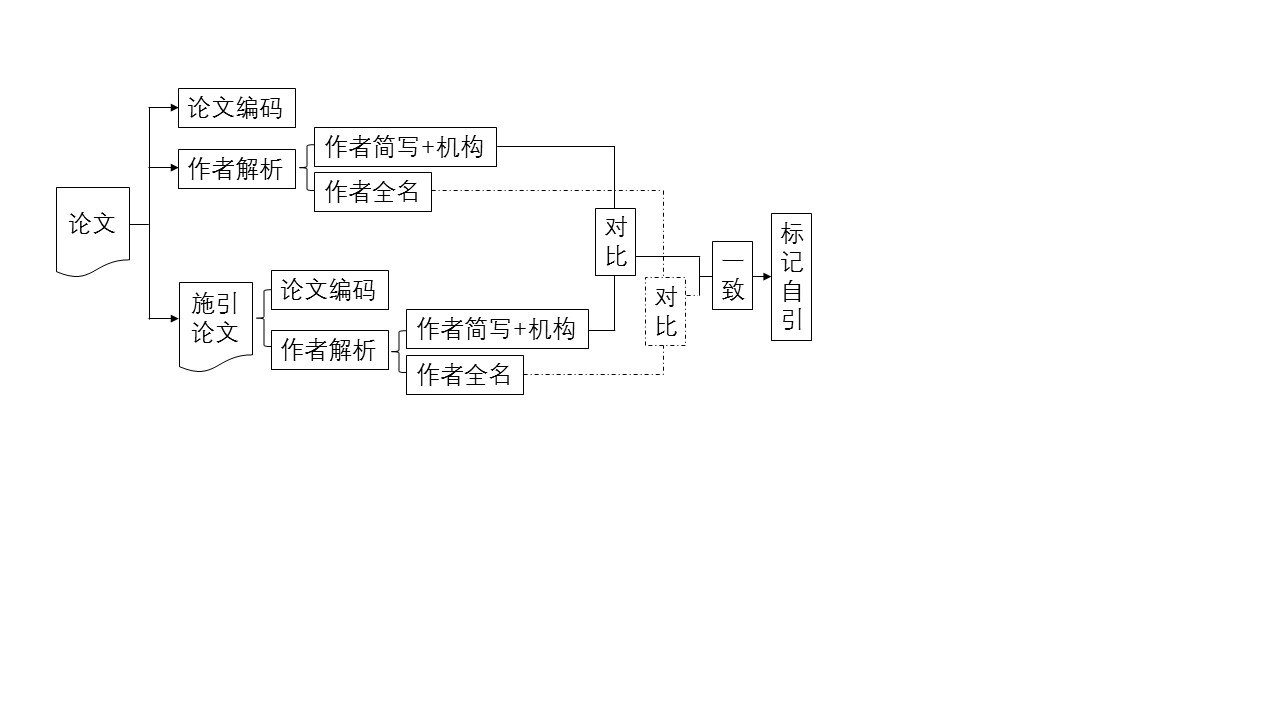 论文编码
作者简写+机构
作者解析
作者全名
论文
对
比
标
记
自
引
一
致
论文编码
施引
论文
对
比
作者简写+机构
作者解析
作者全名